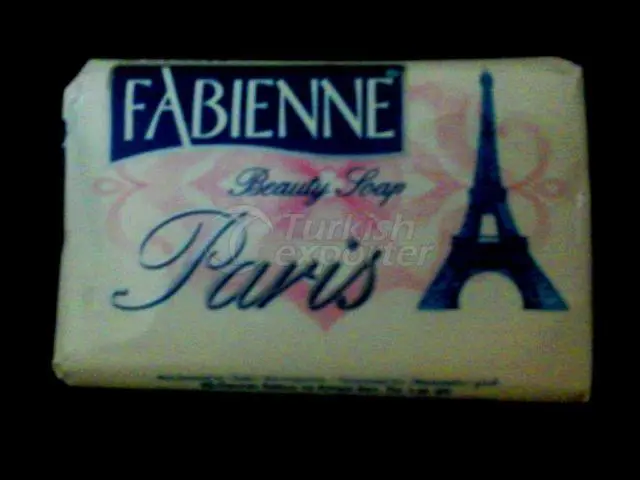 FABIENNE
Beauty Soap
Paris
Turkish
exporter